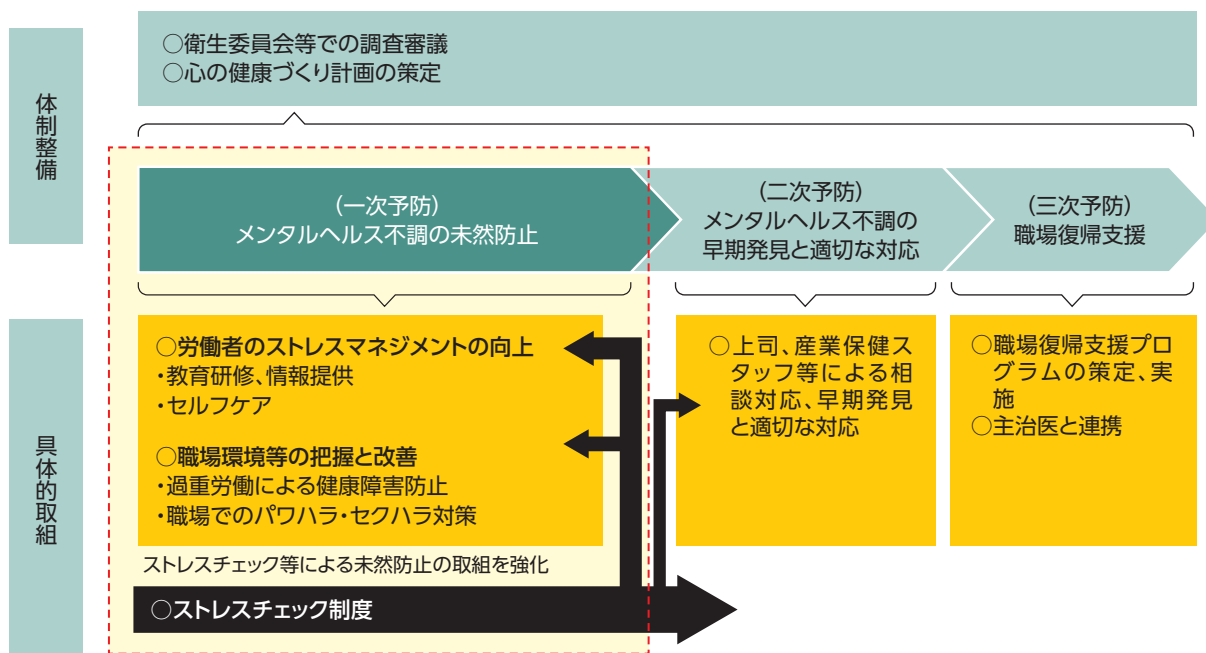 体制整備
○衛生委員会等での調査審議
○心の健康づくり計画の策定
(一次予防)
メンタルヘルス不調の未然防止
(二次予防)
メンタルヘルス不調の
早期発見と適切な対応
(三次予防)
職場復帰支援
具体的取組
○労働者のストレスマネジメントの向上
・教育研修、情報提供
・セルフケア
○職場環境等の把握と改善
・過重労働による健康障害防止
・職場でのパワハラ・セクハラ対策
○上司、産業保健ス
タッフ等による相
談対応、早期発見
と適切な対応
○職場復帰支援プロ
グラムの策定、実
施
○主治医と連携
ストレスチェック等による未然防止の取組を強化
○ストレスチェック制度